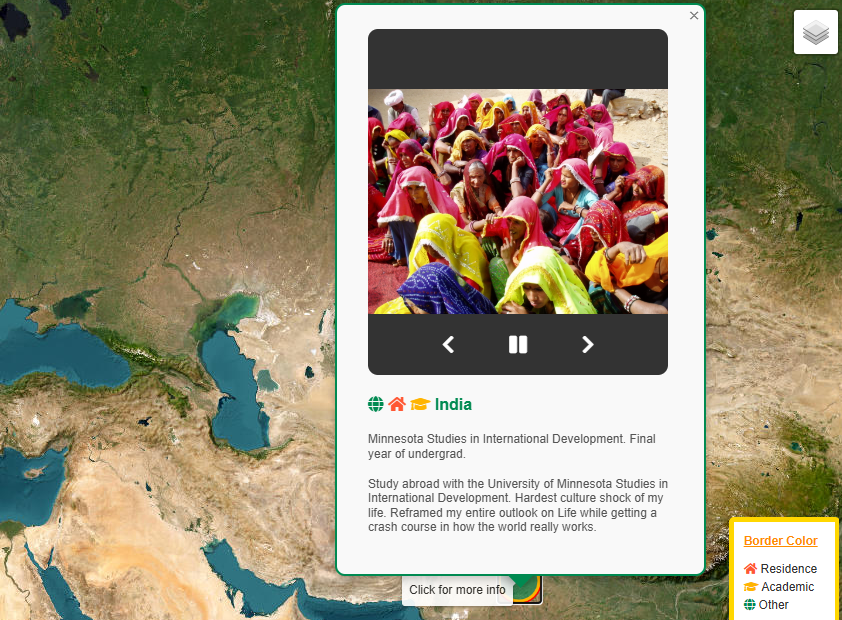 India
Minnesota Studies in International Development. Final
year of undergrad.
Study abroad with the University of Minnesota Studies in
International Development. Hardest culture shock of my
life. Reframed my entire outlook on Life while getting a
crash course in how the world really works.
Click for more info
Border Color
Residence
Academic
Other